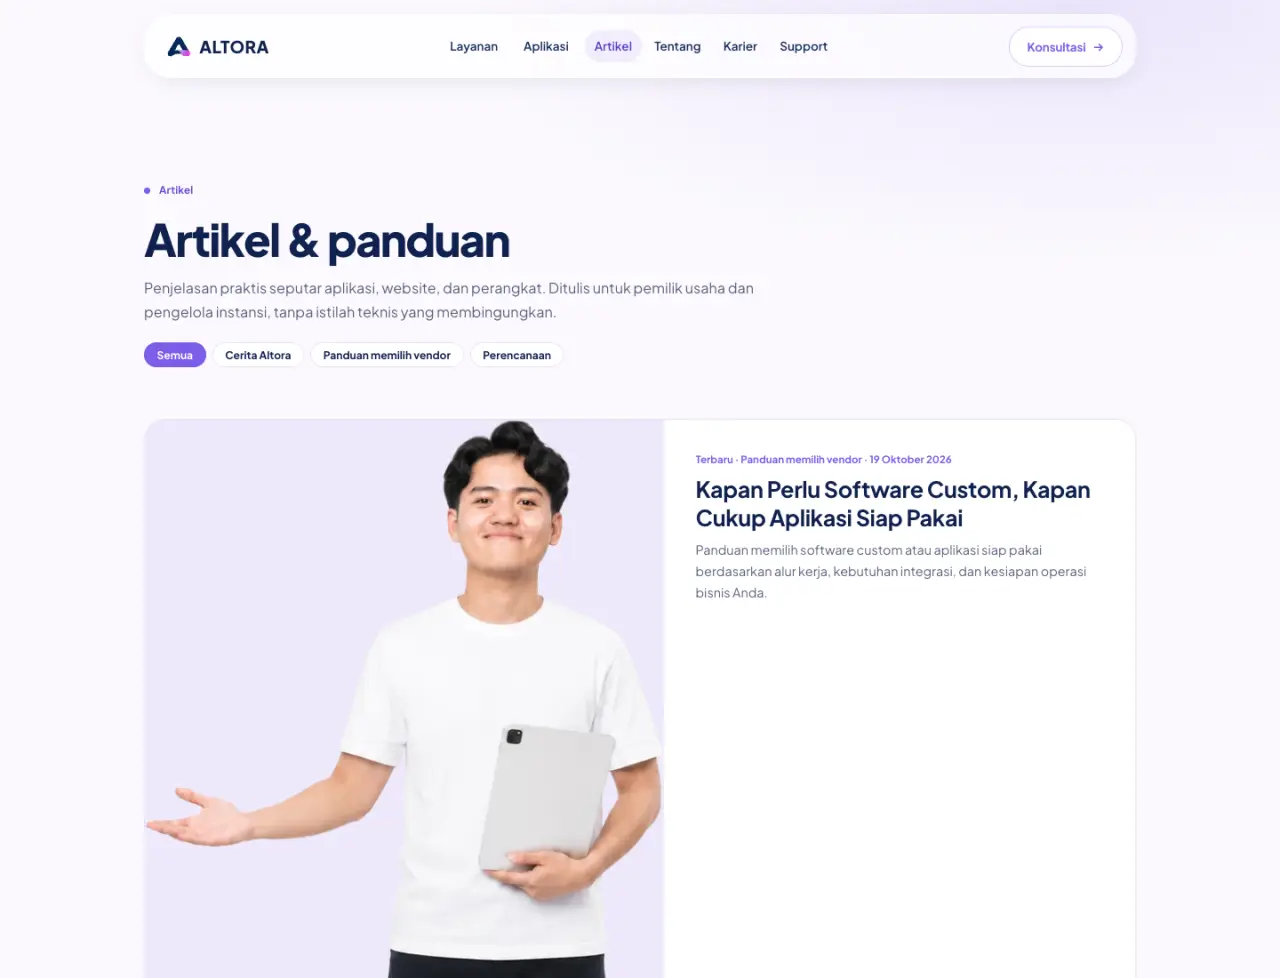 ALTORA
Layanan
Aplikasi
Artikel
Tentang
Karier
Support
Konsultasi →
Artikel
Artikel & panduan
Penjelasan praktis seputar aplikasi, website, dan perangkat. Ditulis untuk pemilik usaha dan
pengelola instansi, tanpa istilah teknis yang membingungkan.
Semua
Cerita Altora
Panduan memilih vendor
Perencanaan
Terbaru · Panduan memilih vendor · 19 Oktober 2026
Kapan Perlu Software Custom, Kapan
Cukup Aplikasi Siap Pakai
Panduan memilih software custom atau aplikasi siap pakai
berdasarkan alur kerja, kebutuhan integrasi, dan kesiapan operasi
bisnis Anda.